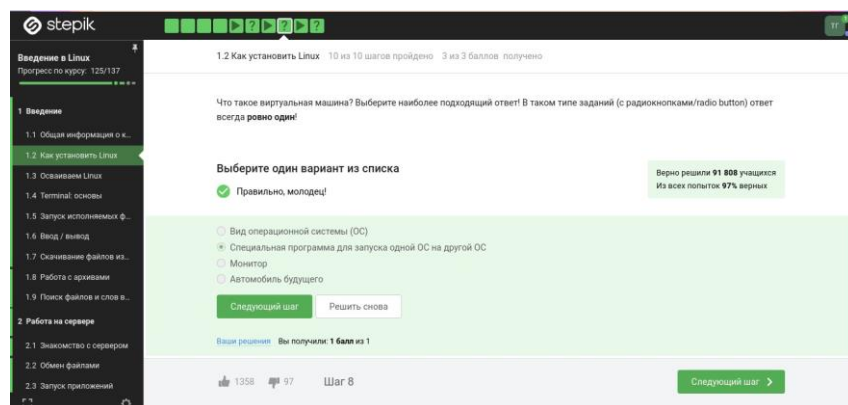 stepik
ТГ
Введение в Linux
Прогресс по курсу: 125/137
1 Введение
1.1 Общая информация о к...
1.2 Как установить Linux
1.3 Осваиваем Linux
1.4 Terminal: основы
1.5 Запуск исполняемых ф...
1.6 Ввод / вывод
1.7 Скачивание файлов из...
1.8 Работа с архивами
1.9 Поиск файлов и слов в...
2 Работа на сервере
2.1 Знакомство с сервером
2.2 Обмен файлами
2.3 Запуск приложений
1.2 Как установить Linux 10 из 10 шагов пройдено 3 из 3 баллов получено
Что такое виртуальная машина? Выберите наиболее подходящий ответ! В таком типе заданий (с радиокнопками/radio button) ответ
всегда ровно один!
Выберите один вариант из списка
Правильно, молодец!
Верно решили 91 808 учащихся
Из всех попыток 97% верных
Вид операционной системы (ОС)
Специальная программа для запуска одной ОС на другой ОС
Монитор
Автомобиль будущего
Следующий шаг Решить снова
Ваши решения Вы получили: 1 балл из 1
1358 97 Шаг 8 Следующий шаг